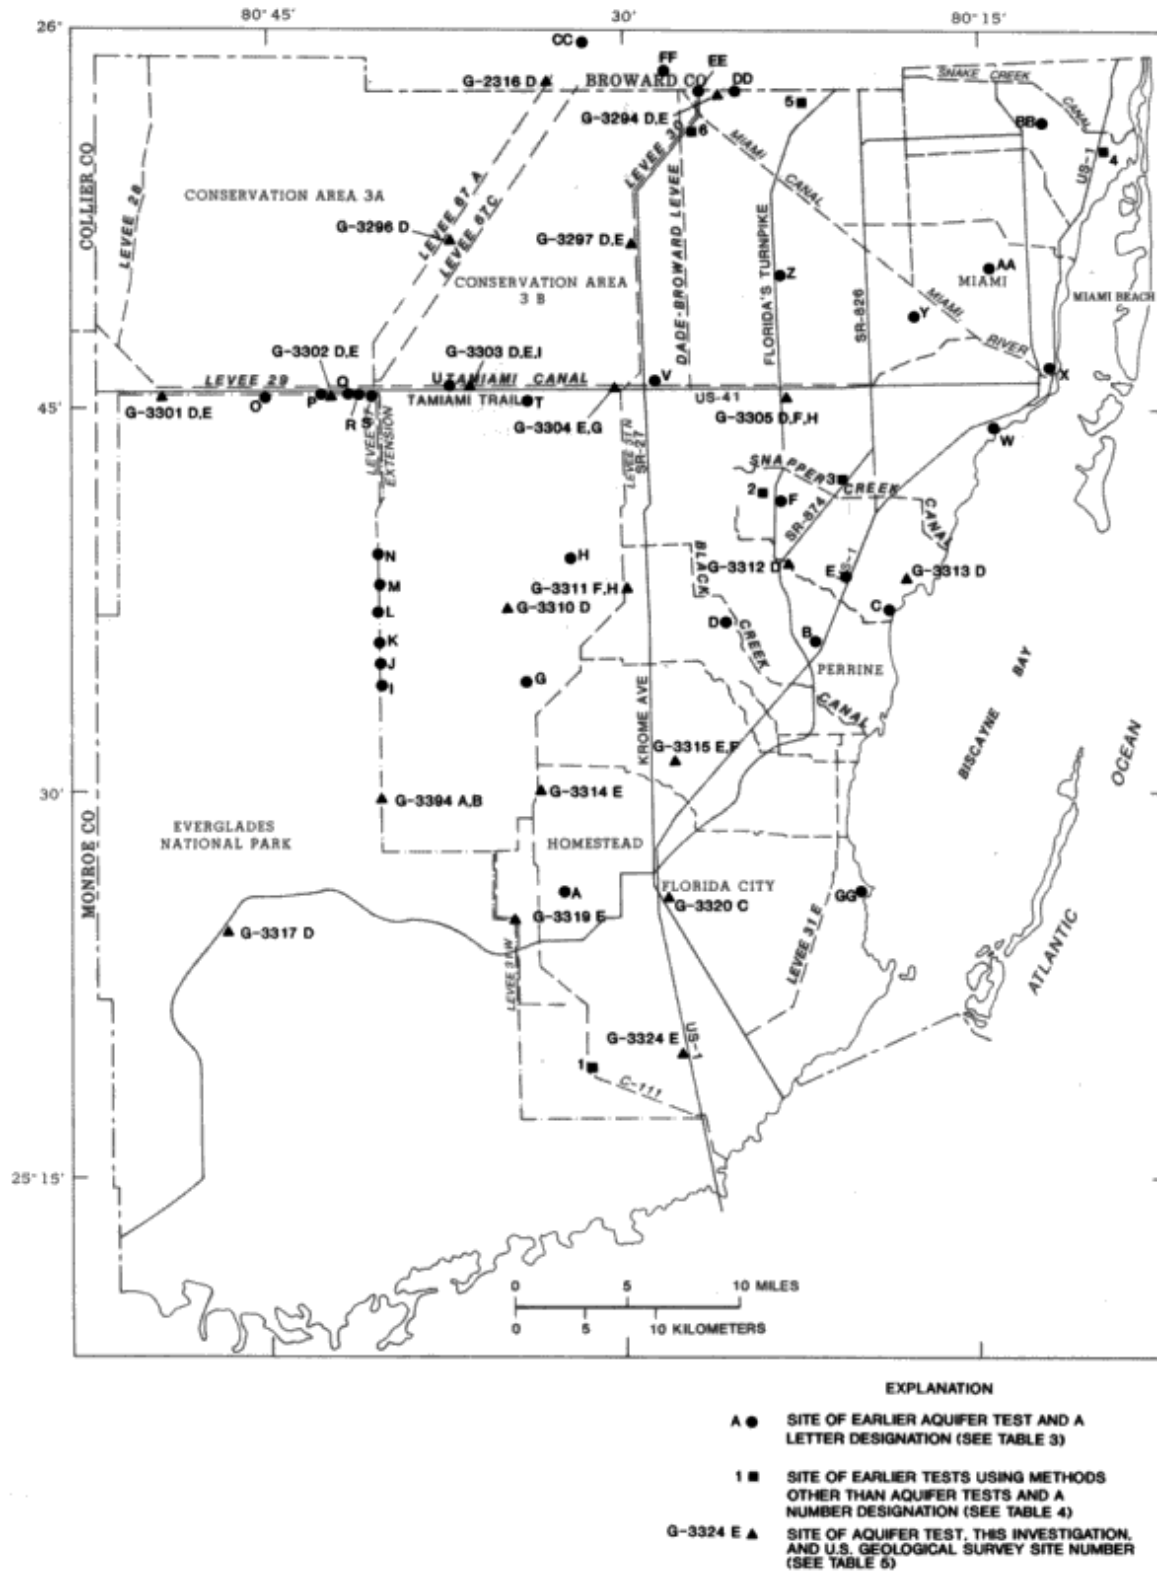 80° 45'
30'
80° 15'
26°
CC
FF
EE
DD
G-2316 D
BROWARD CO
SNAKE CREEK
CANAL
G-3294 D,E
5
6
BB
US-1
4
COLLIER CO
LEVEE 28
CONSERVATION AREA 3A
LEVEE 67 A
LEVEE 67C
LEVEE 30
MIAMI
CANAL
G-3296 D
G-3297 D,E
CONSERVATION AREA
3 B
DADE-BROWARD LEVEE
FLORIDA'S TURNPIKE
Z
SR-826
AA
MIAMI
MIAMI BEACH
Y
MIAMI
RIVER
G-3302 D,E
G-3303 D,E,I
LEVEE 29
Q
U
TAMIAMI CANAL
V
X
45'
G-3301 D,E
O
P
R
S
TAMIAMI TRAIL
T
US-41
G-3304 E,G
G-3305 D,F,H
W
EXTENSION
LEVEE 31 N
SR-27
SNAPPER
CREEK
CANAL
2
3
F
SR-874
N
H
BLACK
G-3312 D
E
G-3313 D
M
G-3311 F,H
G-3310 D
L
D
CREEK
C
K
B
J
PERRINE
I
G
CANAL
KROME AVE
G-3315 E,F
BISCAYNE
BAY
OCEAN
30'
G-3394 A,B
G-3314 E
MONROE CO
EVERGLADES
NATIONAL PARK
HOMESTEAD
A
FLORIDA CITY
G-3320 C
GG
G-3319 E
G-3317 D
LEVEE 31 W
LEVEE 31 E
ATLANTIC
G-3324 E
US-1
1
C-111
25° 15'
0 5 10 MILES
0 5 10 KILOMETERS
EXPLANATION
A SITE OF EARLIER AQUIFER TEST AND A
LETTER DESIGNATION (SEE TABLE 3)
1 SITE OF EARLIER TESTS USING METHODS
OTHER THAN AQUIFER TESTS AND A
NUMBER DESIGNATION (SEE TABLE 4)
G-3324 E SITE OF AQUIFER TEST, THIS INVESTIGATION,
AND U.S. GEOLOGICAL SURVEY SITE NUMBER
(SEE TABLE 5)